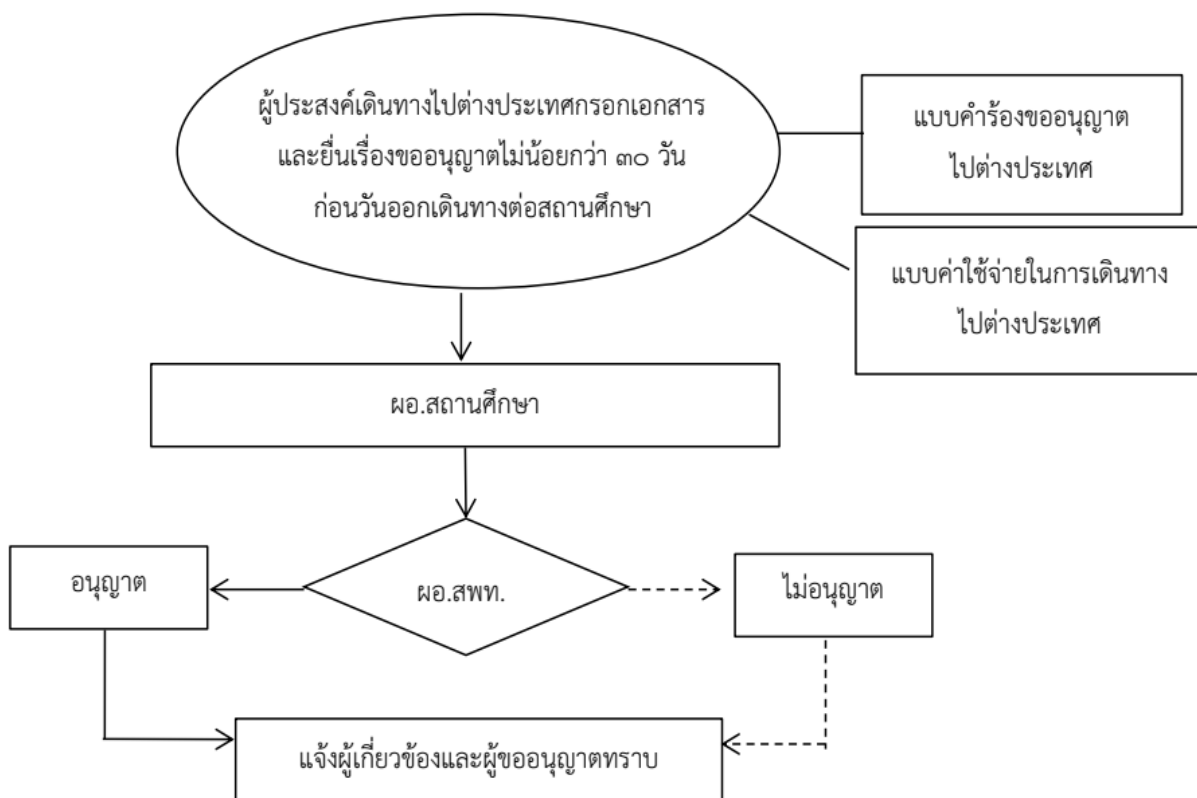 ผู้ประสงค์เดินทางไปต่างประเทศกรอกเอกสาร
และยื่นเรื่องขออนุญาตไม่น้อยกว่า ๓๐ วัน
ก่อนวันออกเดินทางต่อสถานศึกษา
แบบคำร้องขออนุญาต
ไปต่างประเทศ
แบบค่าใช้จ่ายในการเดินทาง
ไปต่างประเทศ
ผอ.สถานศึกษา
อนุญาต
ผอ.สพท.
ไม่อนุญาต
แจ้งผู้เกี่ยวข้องและผู้ขออนุญาตทราบ